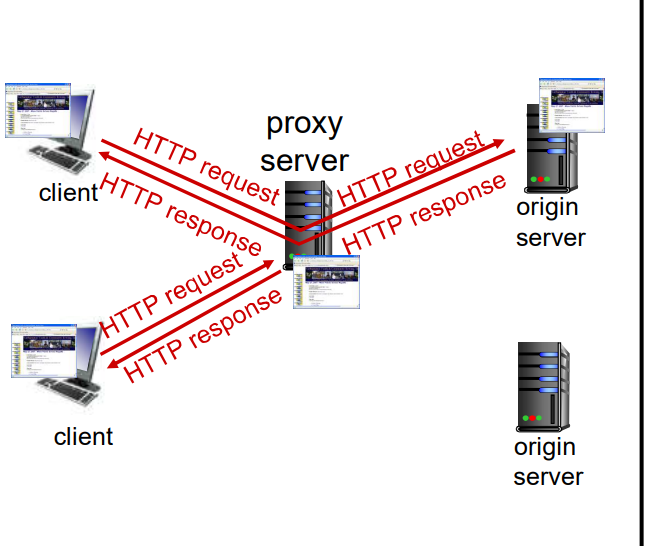 proxy
server
HTTP request
HTTP request
client
HTTP response
HTTP response
origin
server
HTTP request
HTTP response
client
origin
server